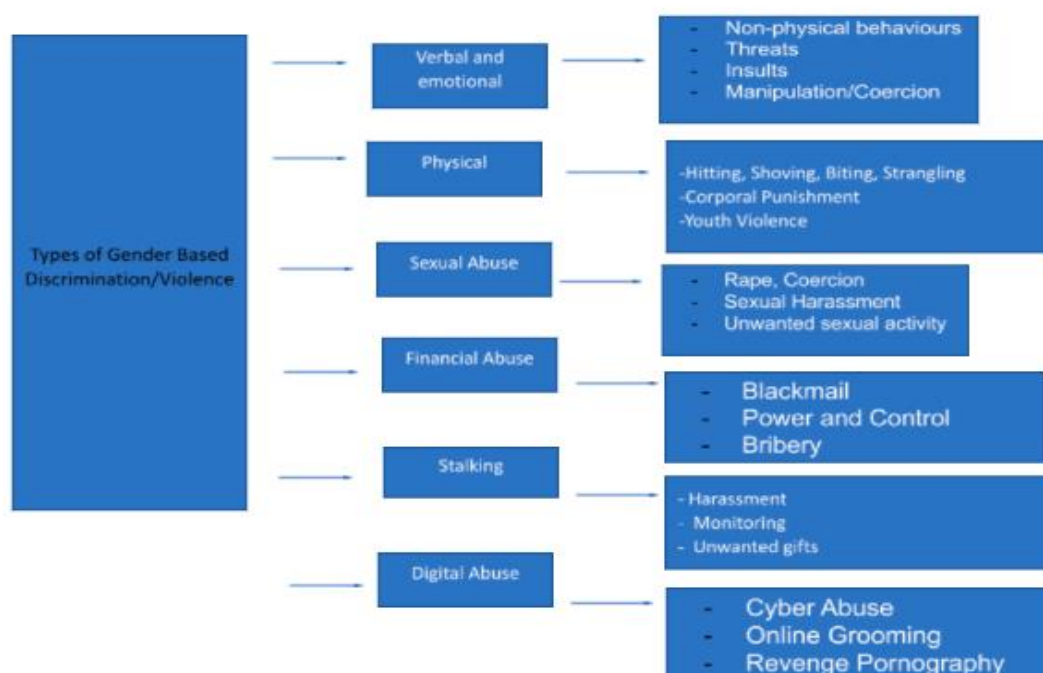 Types of Gender Based
Discrimination/Violence
Verbal and
emotional
- Non-physical behaviours
- Threats
- Insults
- Manipulation/Coercion
Physical
-Hitting, Shoving, Biting, Strangling
-Corporal Punishment
-Youth Violence
Sexual Abuse
- Rape, Coercion
- Sexual Harassment
- Unwanted sexual activity
Financial Abuse
- Blackmail
- Power and Control
- Bribery
Stalking
- Harassment
- Monitoring
- Unwanted gifts
Digital Abuse
- Cyber Abuse
- Online Grooming
- Revenge Pornography